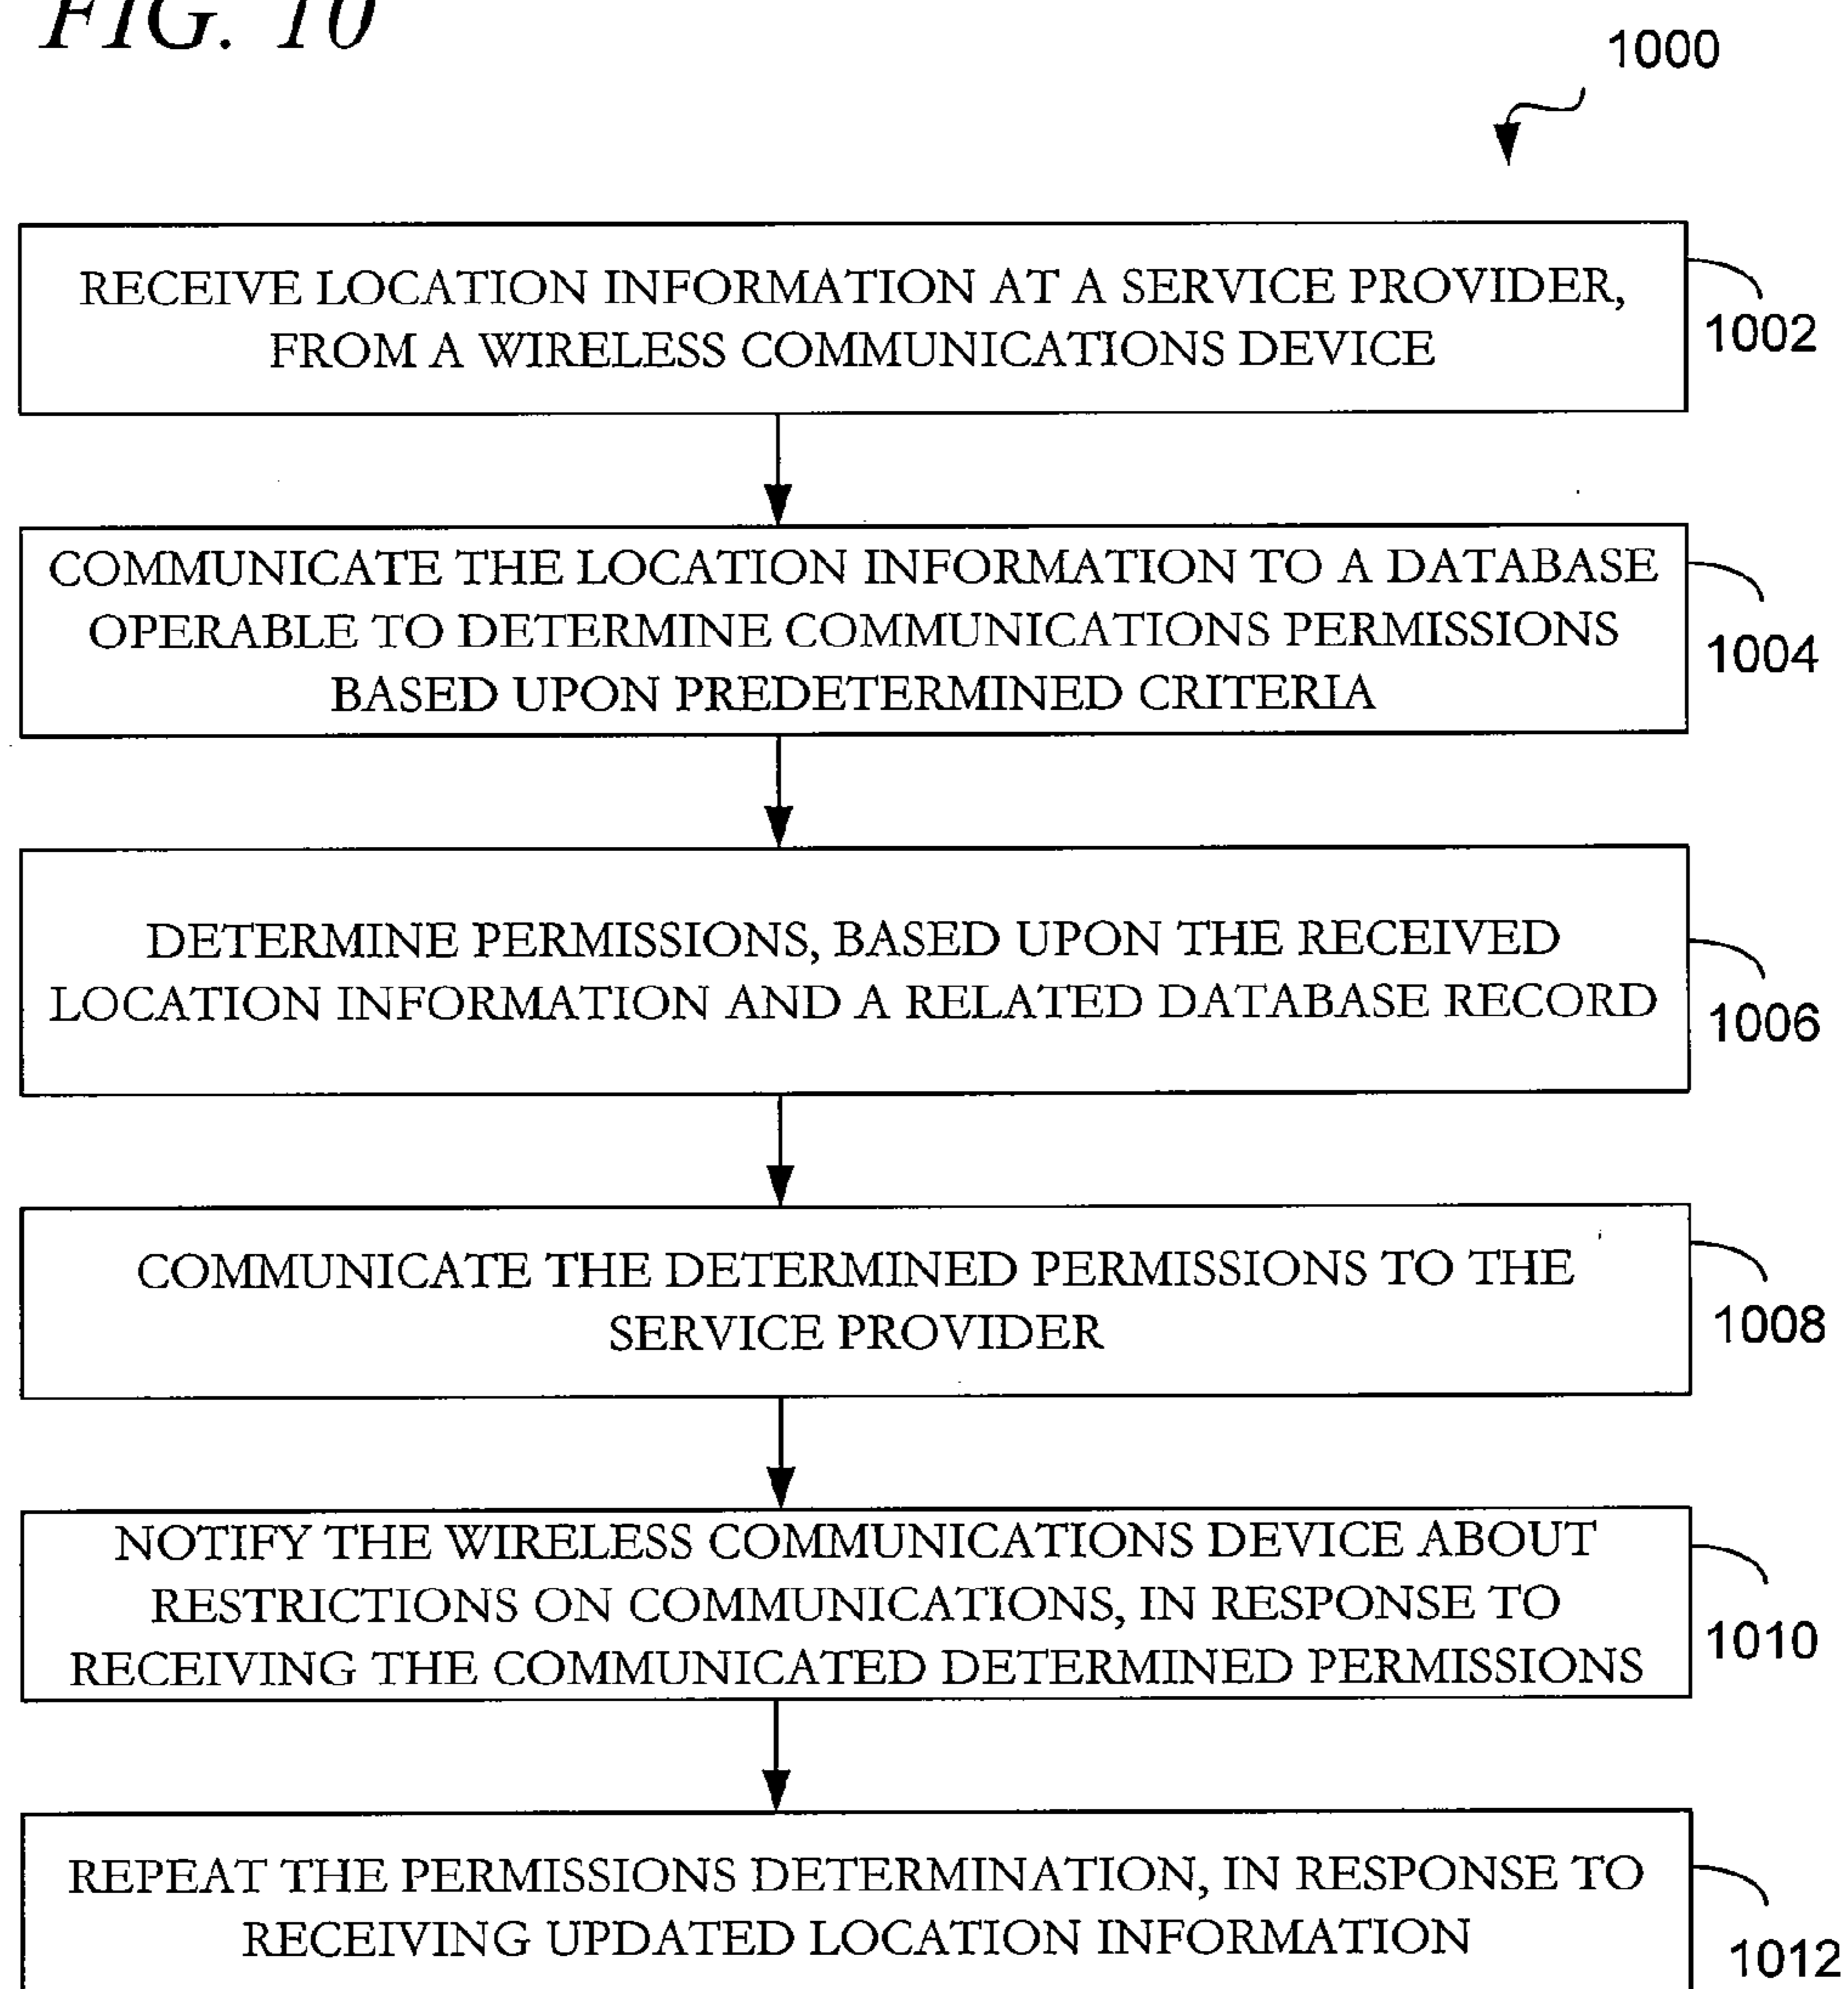 FIG. 10
1000
RECEIVE LOCATION INFORMATION AT A SERVICE PROVIDER,
FROM A WIRELESS COMMUNICATIONS DEVICE
1002
COMMUNICATE THE LOCATION INFORMATION TO A DATABASE
OPERABLE TO DETERMINE COMMUNICATIONS PERMISSIONS
BASED UPON PREDETERMINED CRITERIA
1004
DETERMINE PERMISSIONS, BASED UPON THE RECEIVED
LOCATION INFORMATION AND A RELATED DATABASE RECORD
1006
COMMUNICATE THE DETERMINED PERMISSIONS TO THE
SERVICE PROVIDER
1008
NOTIFY THE WIRELESS COMMUNICATIONS DEVICE ABOUT
RESTRICTIONS ON COMMUNICATIONS, IN RESPONSE TO
RECEIVING THE COMMUNICATED DETERMINED PERMISSIONS
1010
REPEAT THE PERMISSIONS DETERMINATION, IN RESPONSE TO
RECEIVING UPDATED LOCATION INFORMATION
1012